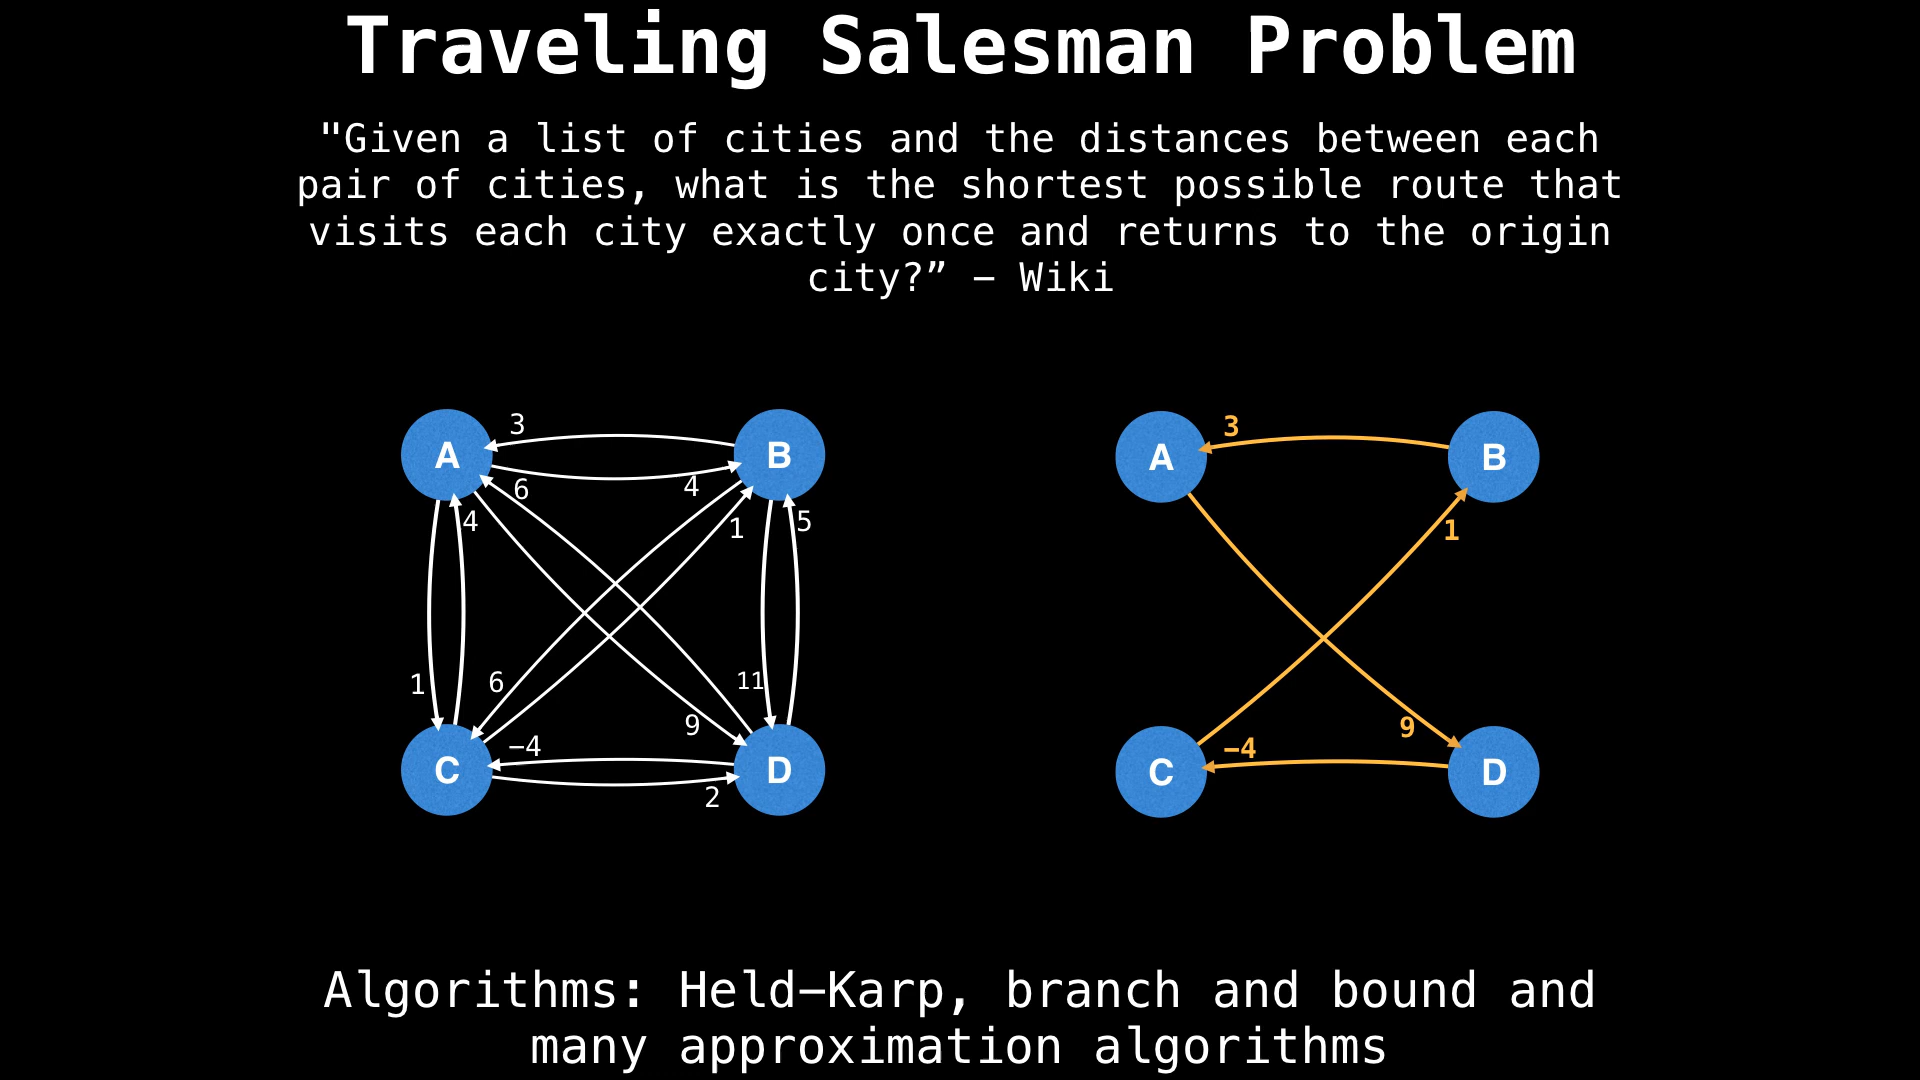 Traveling Salesman Problem
"Given a list of cities and the distances between each
pair of cities, what is the shortest possible route that
visits each city exactly once and returns to the origin
city?” — Wiki
3
A
B
6
4
4
1
5
1
6
11
9
−4
C
D
2
3
A
B
1
9
−4
C
D
Algorithms: Held–Karp, branch and bound and
many approximation algorithms